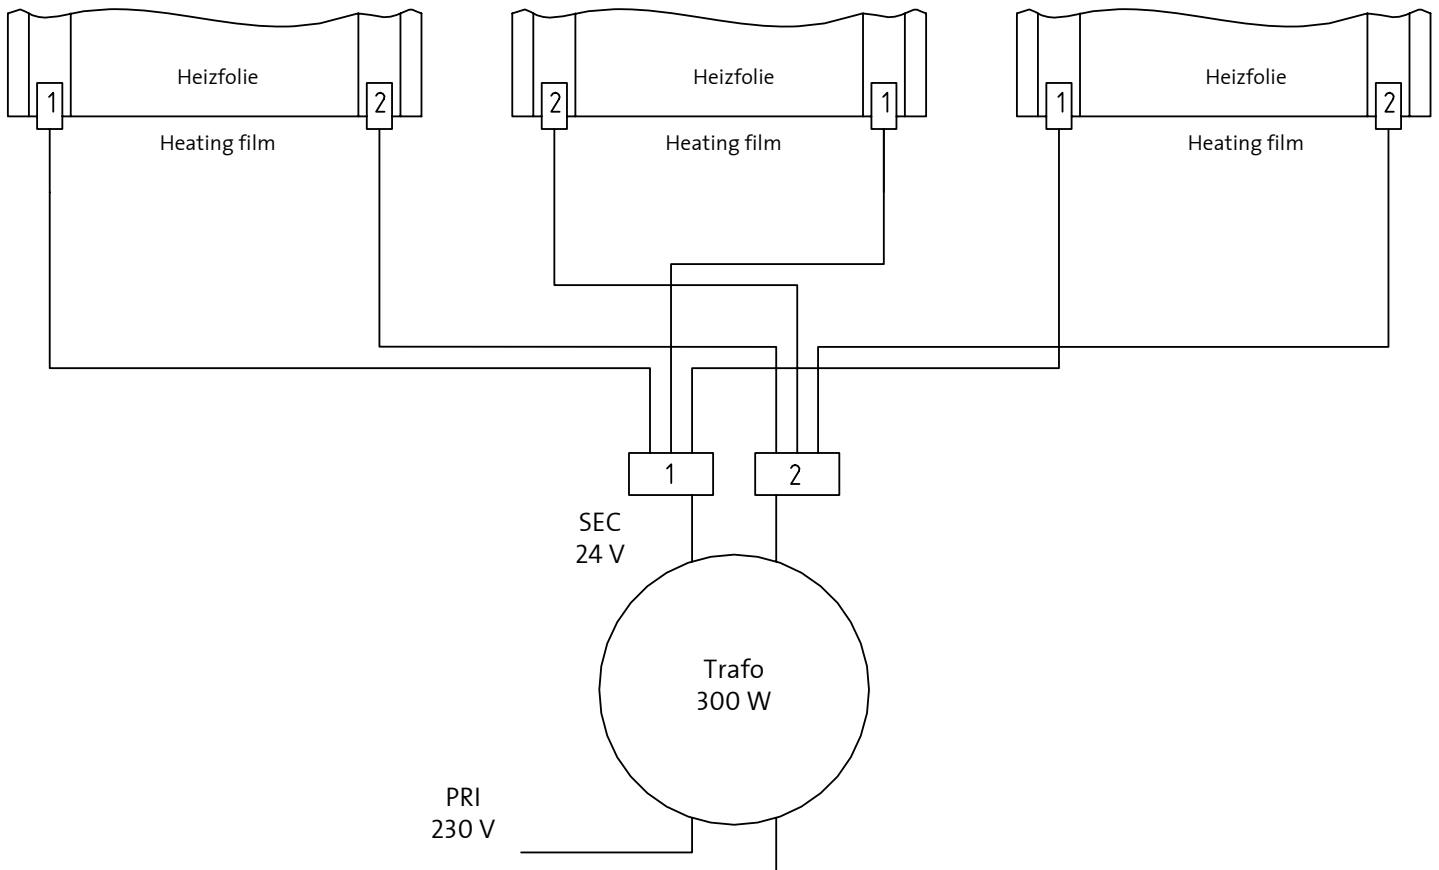 Heizfolie
Heizfolie
Heizfolie
1
2
2
1
1
2
Heating film
Heating film
Heating film
1
2
SEC
24 V
Trafo
300 W
PRI
230 V